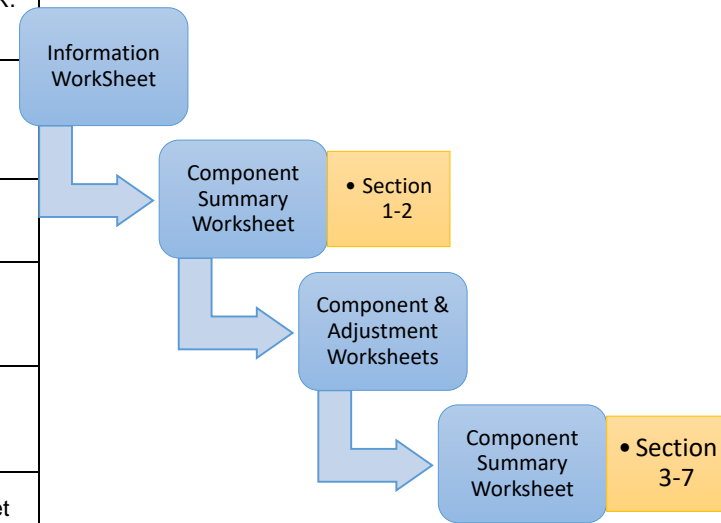 Information
WorkSheet
Component
Summary
Worksheet
• Section
1-2
Component &
Adjustment
Worksheets
Component
Summary
Worksheet
• Section
3-7